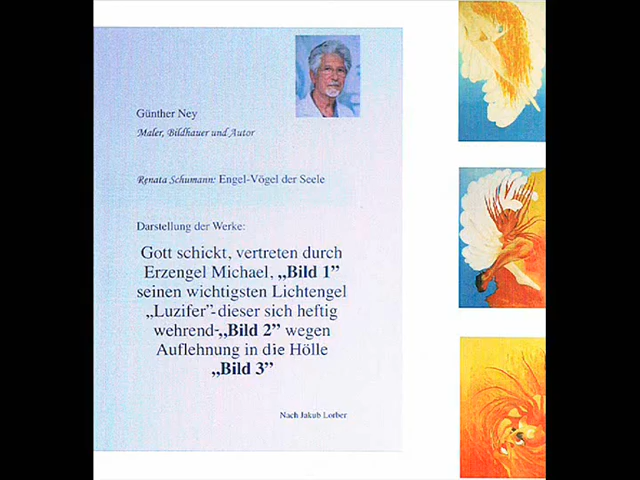 Günther Ney
Maler, Bildhauer und Autor
Renata Schumann: Engel-Vögel der Seele
Darstellung der Werke:
Gott schickt, vertreten durch
Erzengel Michael, „Bild 1”
seinen wichtigsten Lichtengel
„Luzifer”-dieser sich heftig
wehrend-„Bild 2” wegen
Auflehnung in die Hölle
„Bild 3”
Nach Jakub Lorber